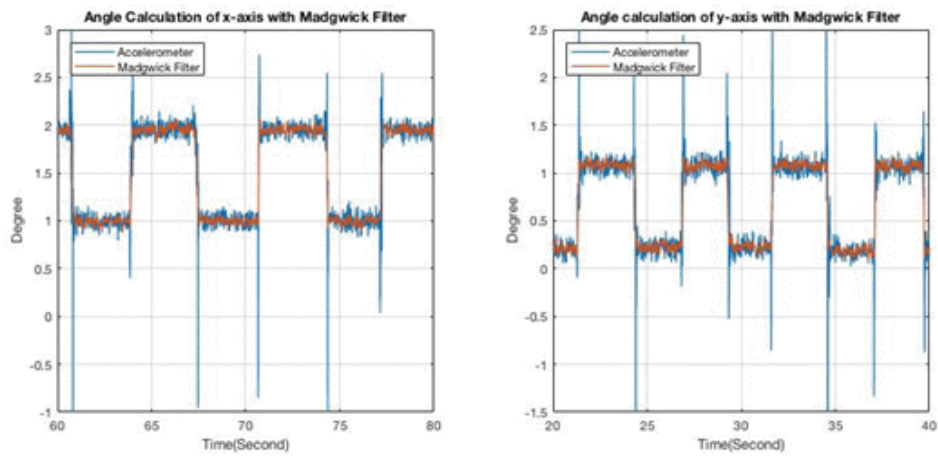 Angle Calculation of x-axis with Madgwick Filter
3
Accelerometer
Madgwick Filter
2.5
2
1.5
1
0.5
0
-0.5
-1
Degree
60
65
70
75
80
Time(Second)
Angle calculation of y-axis with Madgwick Filter
2.5
Accelerometer
Madgwick Filter
2
1.5
1
0.5
0
-0.5
-1
-1.5
Degree
20
25
30
35
40
Time(Second)